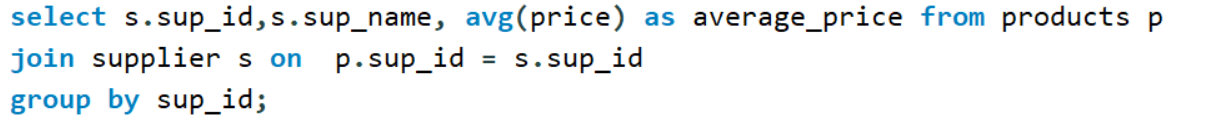 select s.sup_id,s.sup_name, avg(price) as average_price from products p
join supplier s on  p.sup_id = s.sup_id
group by sup_id;